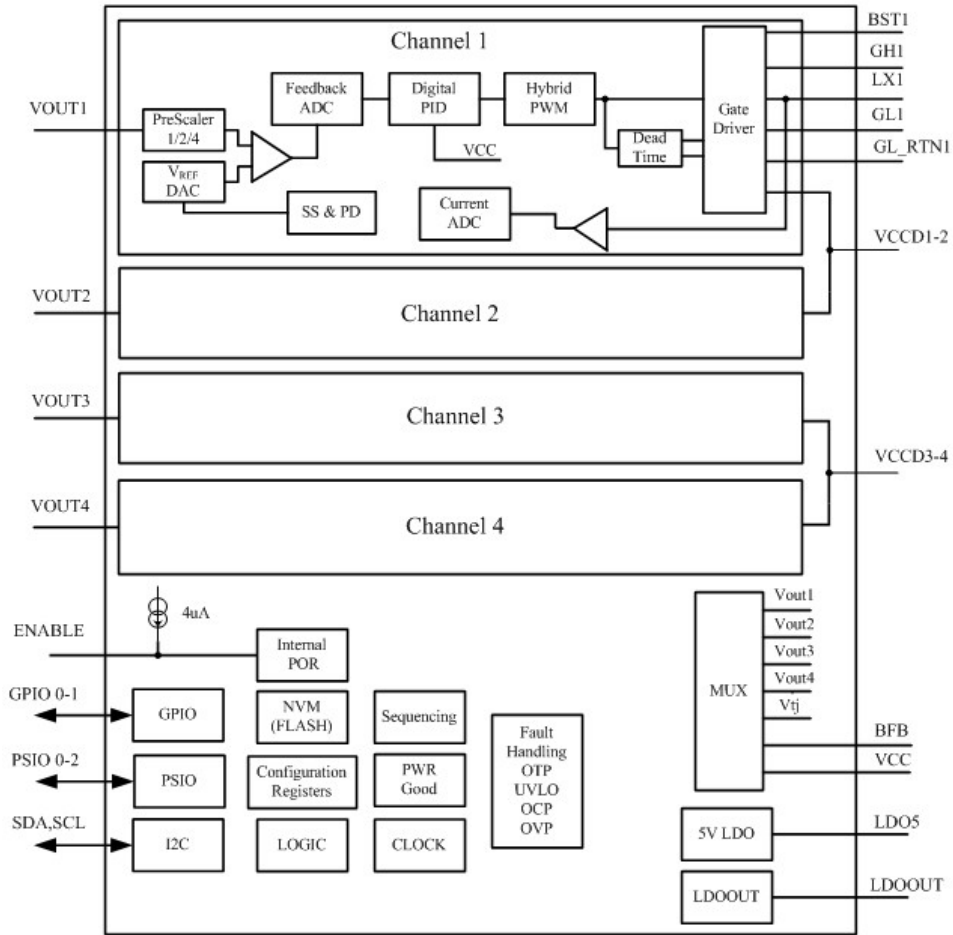 BST1
Channel 1
GH1
LX1
Feedback
ADC
Digital
PID
Hybrid
PWM
VOUT1
PreScaler
1/2/4
Gate
Driver
GL1
Dead
Time
VCC
GL_RTN1
VREF
DAC
SS & PD
Current
ADC
VCCD1-2
VOUT2
Channel 2
VOUT3
Channel 3
VCCD3-4
VOUT4
Channel 4
4uA
ENABLE
Internal
POR
Vout1
Vout2
Vout3
Vout4
Vtj
MUX
BFB
VCC
GPIO 0-1
GPIO
NVM
(FLASH)
Sequencing
PSIO 0-2
PSIO
Configuration
Registers
PWR
Good
Fault
Handling
OTP
UVLO
OCP
OVP
SDA,SCL
I2C
LOGIC
CLOCK
5V LDO
LDO5
LDOOUT
LDOOUT